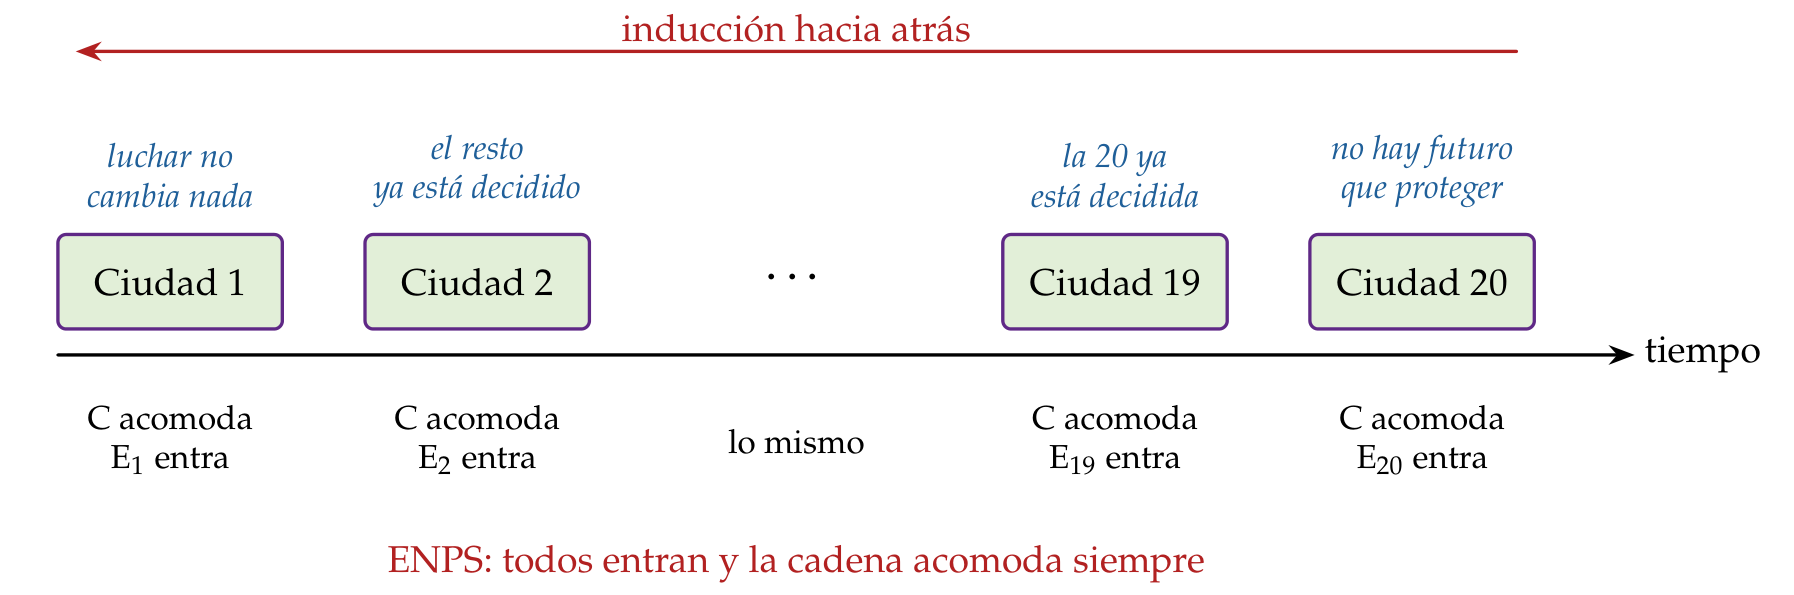 inducción hacia atrás
luchar no
cambia nada
el resto
ya está decidido
la 20 ya
está decidida
no hay futuro
que proteger
Ciudad 1
Ciudad 2
...
Ciudad 19
Ciudad 20
tiempo
C acomoda
E₁ entra
C acomoda
E₂ entra
lo mismo
C acomoda
E₁₉ entra
C acomoda
E₂₀ entra
ENPS: todos entran y la cadena acomoda siempre